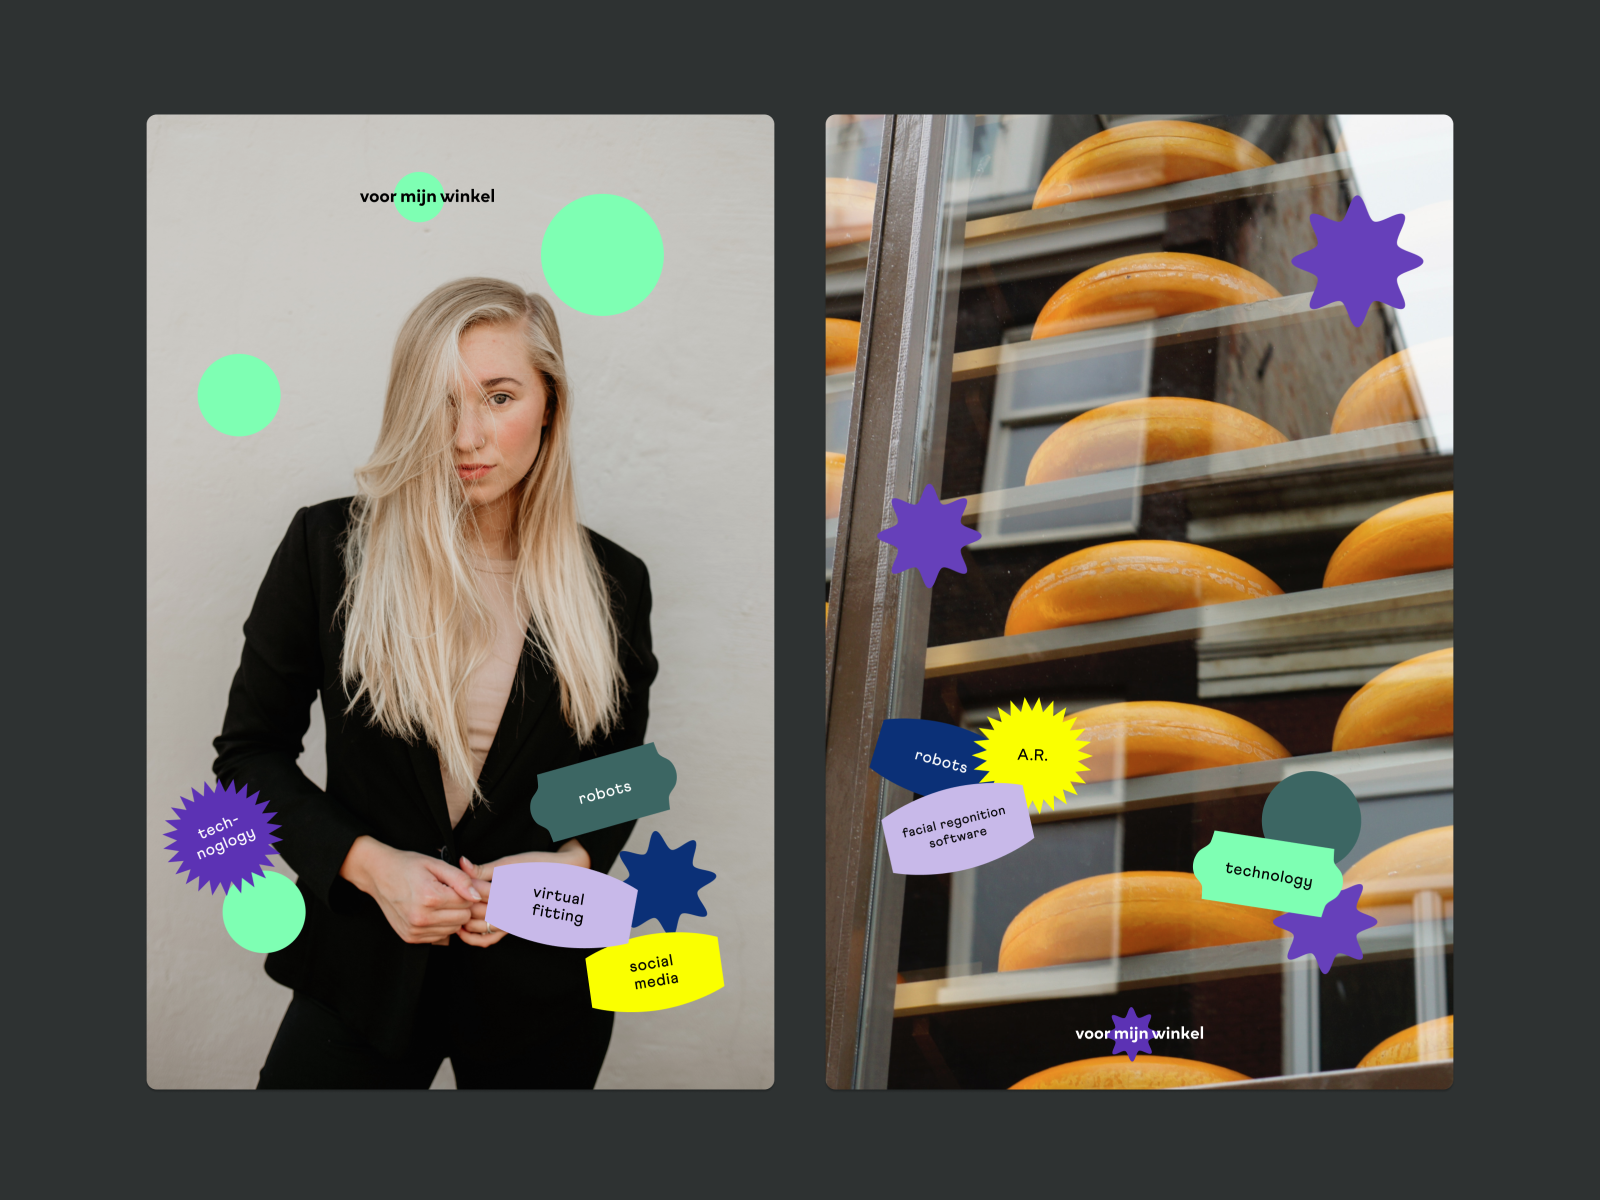 voor mijn winkel
robots
tech-
noglogy
virtual
fitting
social
media
robots
A.R.
facial regonition
software
technology
voor mijn winkel